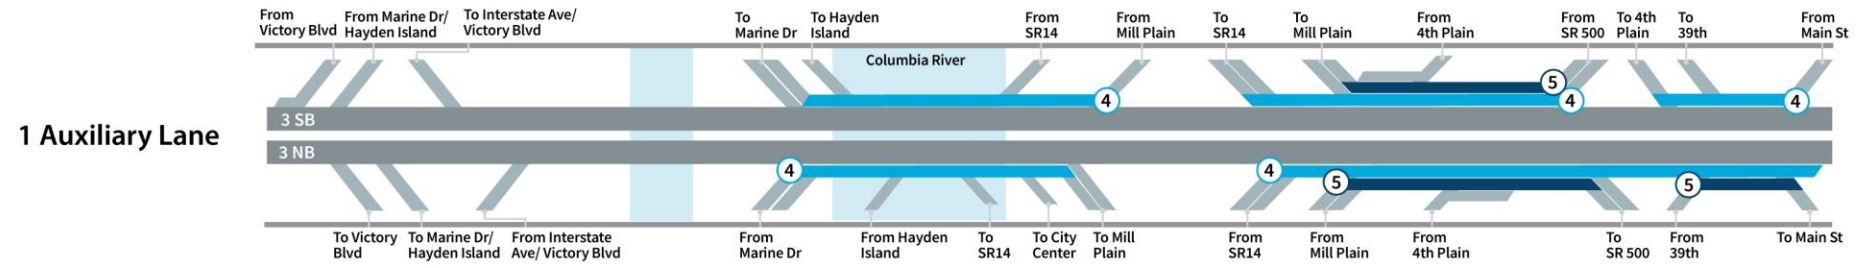 From
Victory Blvd
From Marine Dr/
Hayden Island
To Interstate Ave/
Victory Blvd
To
Marine Dr
To Hayden
Island
From
SR14
From
Mill Plain
To
SR14
To
Mill Plain
From
4th Plain
From
SR 500
To 4th
Plain
To
39th
From
Main St
Columbia River
5
4
4
4
1 Auxiliary Lane
3 SB
3 NB
4
4
5
5
To Victory
Blvd
To Marine Dr/
Hayden Island
From Interstate
Ave/ Victory Blvd
From
Marine Dr
From Hayden
Island
To
SR14
To City
Center
To Mill
Plain
From
SR14
From
Mill Plain
From
4th Plain
To
SR 500
From
39th
To Main St